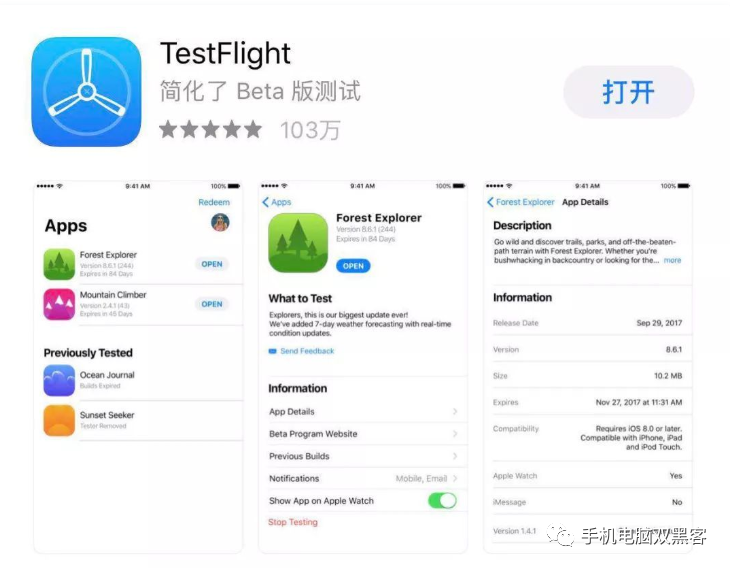 TestFlight
简化了 Beta 版测试
打开
103万
9:41 AM
100%
Redeem
Apps
Forest Explorer
Version 8.6.1 (244)
Expires in 84 Days
OPEN
Mountain Climber
Version 2.4.1 (43)
Expires in 45 Days
OPEN
Previously Tested
Ocean Journal
Builds Expired
Sunset Seeker
Tester Removed
9:41 AM
100%
Apps
Forest Explorer
Version 8.6.1 (244)
Expires in 84 Days
OPEN
What to Test
Explorers, this is our biggest update ever!
We've added 7-day weather forecasting with real-time
condition updates.
Send Feedback
Information
App Details
Beta Program Website
Previous Builds
Notifications Mobile, Email
Show App on Apple Watch
Stop Testing
9:41 AM
100%
Forest Explorer App Details
Description
Go wild and discover trails, parks, and off-the-beaten-
path terrain with Forest Explorer. Whether you're
bushwhacking in backcountry or looking for the... more
Information
Release Date Sep 29, 2017
Version 8.6.1
Size 10.2 MB
Expires Nov 27, 2017 at 11:31 AM
Compatibility Requires iOS 8.0 or later.
Compatible with iPhone, iPad
and iPod Touch.
Apple Watch Yes
iMessage No
Version 1.4.1
手机电脑双黑客